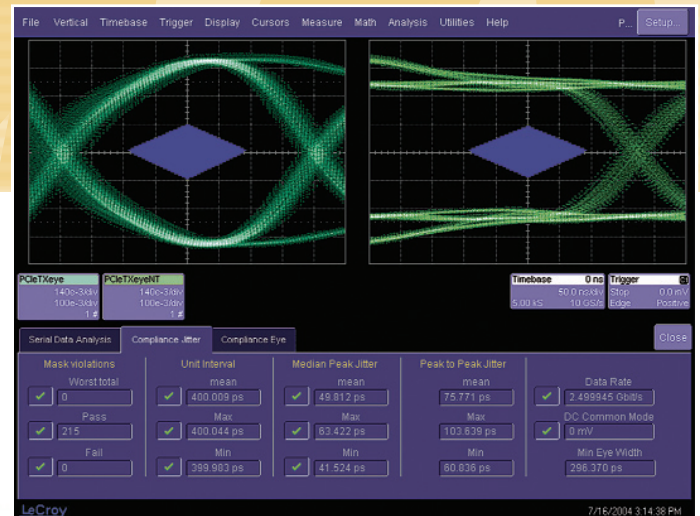 File Vertical Timebase Trigger Display Cursors Measure Math Analysis Utilities Help P... Setup...
PCIeTXeye
140e-3/div
100e-3/div
1 #
PCIeTXeyeNT
140e-3/div
100e-3/div
1 #
Timebase 0 ns
50.0 ns/div
5.00 kS 10 GS/s
Trigger C1
Stop 0.0 mV
Edge Positive
Serial Data Analysis Compliance Jitter Compliance Eye Close
Mask violations Unit Interval Median Peak Jitter Peak to Peak Jitter
Worst total mean mean mean Data Rate
0 400.009 ps 49.812 ps 75.771 ps 2.499945 Gbit/s
Pass Max Max Max DC Common Mode
215 400.044 ps 63.422 ps 103.639 ps 0 mV
Fail Min Min Min Min Eye Width
0 399.983 ps 41.524 ps 60.836 ps 296.370 ps
LeCroy 7/16/2004 3:14:38 PM